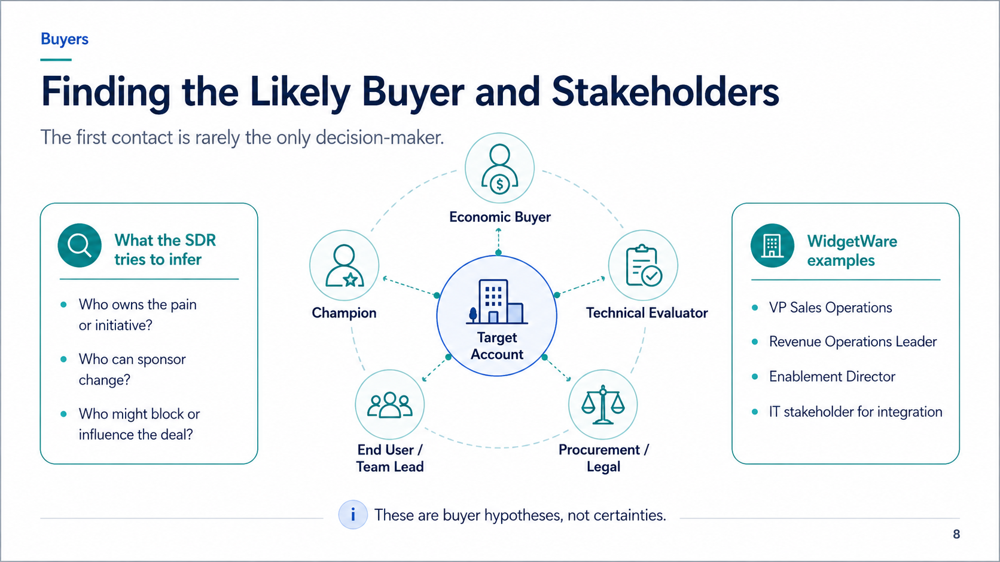 Buyers
Finding the Likely Buyer and Stakeholders
The first contact is rarely the only decision-maker.
What the SDR
tries to infer
Who owns the pain
or initiative?
Who can sponsor
change?
Who might block or
influence the deal?
$
Economic Buyer
Champion
Technical Evaluator
Target
Account
End User /
Team Lead
Procurement /
Legal
WidgetWare
examples
VP Sales Operations
Revenue Operations Leader
Enablement Director
IT stakeholder for integration
i
These are buyer hypotheses, not certainties.
8